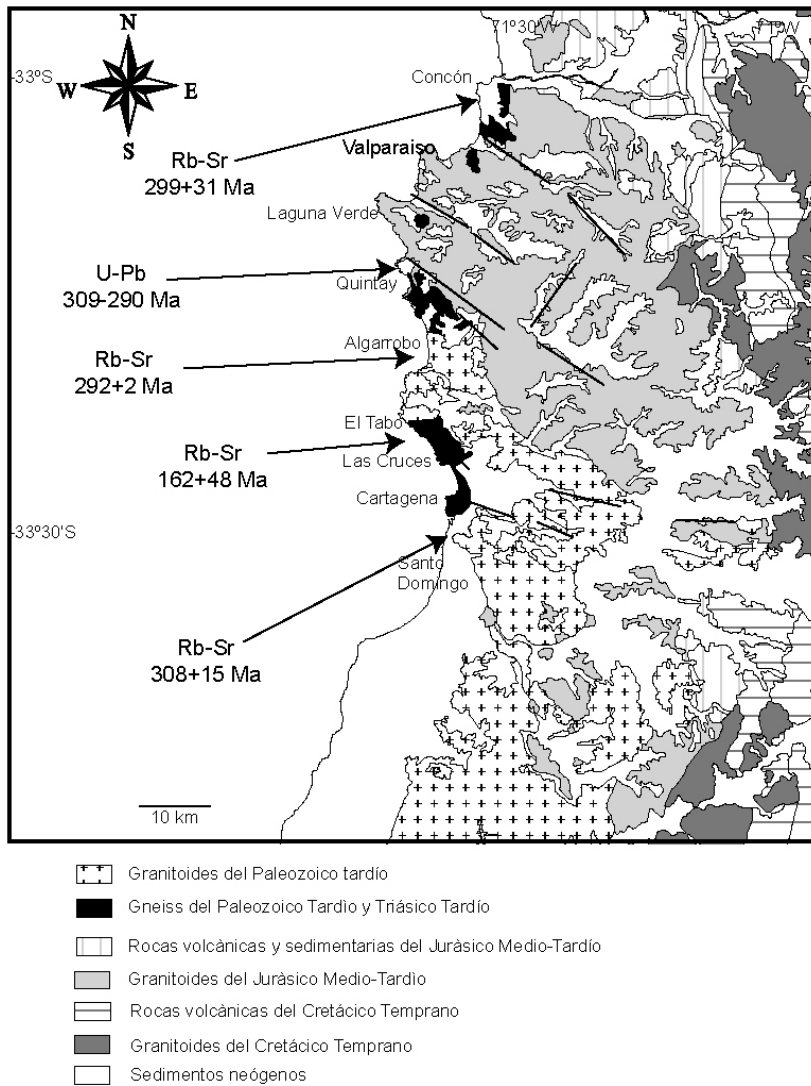 N
71º30'W
71ºW
-33ºS
Concón
W
E
S
Rb-Sr
299+31 Ma
Valparaiso
Laguna Verde
U-Pb
309-290 Ma
Quintay
Algarrobo
Rb-Sr
292+2 Ma
El Tabo
Rb-Sr
162+48 Ma
Las Cruces
Cartagena
-33º30'S
Santo
Domingo
Rb-Sr
308+15 Ma
10 km
Granitoides del Paleozoico tardío
Gneiss del Paleozoico Tardìo y Triásico Tardío
Rocas volcànicas y sedimentarias del Juràsico Medio-Tardío
Granitoides del Juràsico Medio-Tardìo
Rocas volcànicas del Cretácico Temprano
Granitoides del Cretácico Temprano
Sedimentos neógenos